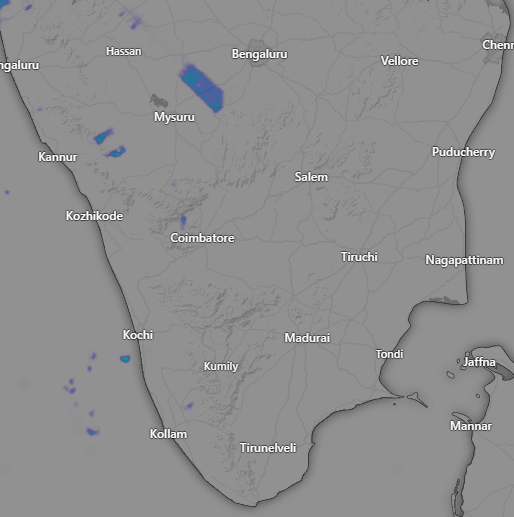 Hassan
Bengaluru
Chenn
ngaluru
Vellore
Mysuru
Kannur
Puducherry
Salem
Kozhikode
Coimbatore
Tiruchi
Nagapattinam
Kochi
Madurai
Tondi
Kumily
Jaffna
Mannar
Kollam
Tirunelveli